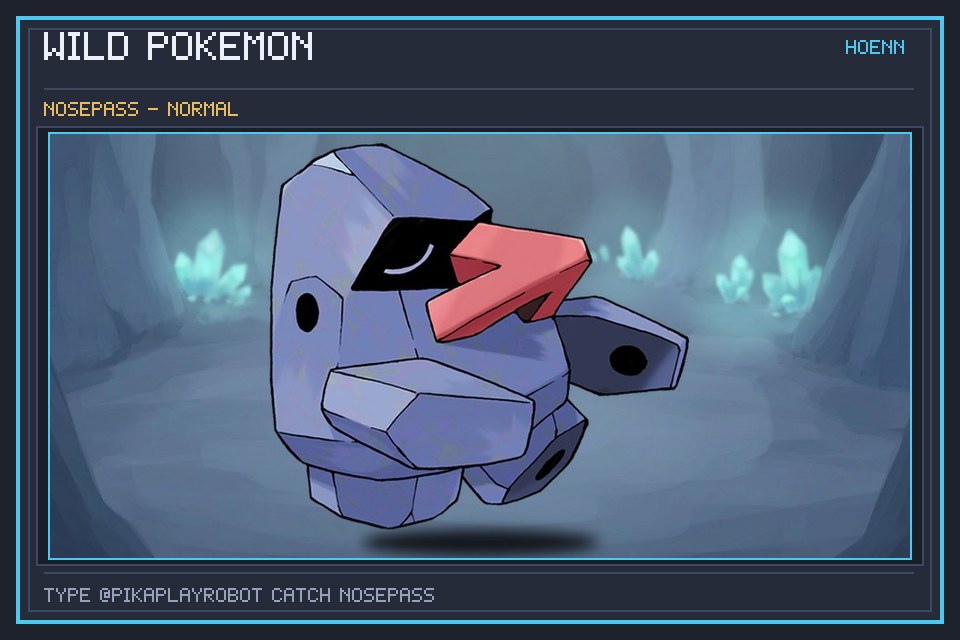 WILD POKEMON
HOENN
NOSEPASS – NORMAL
TYPE @PIKAPLAYROBOT CATCH NOSEPASS